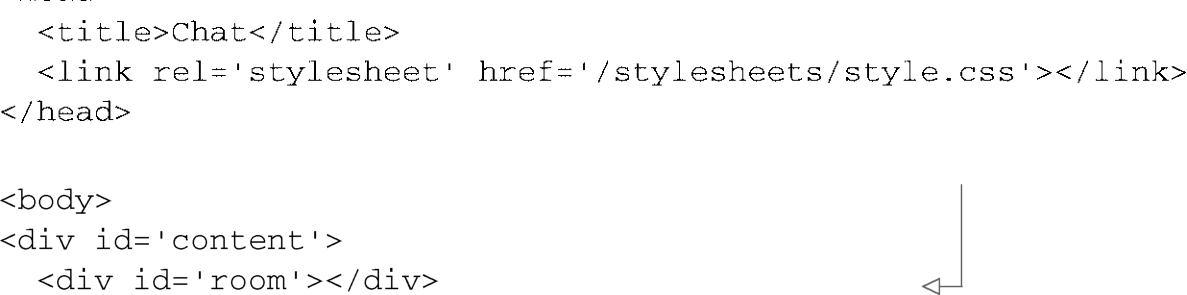 <title>Chat</title>
<link rel='stylesheet' href='/stylesheets/style.css'></link>
</head>
<body>
<div id='content'>
<div id='room'></div>